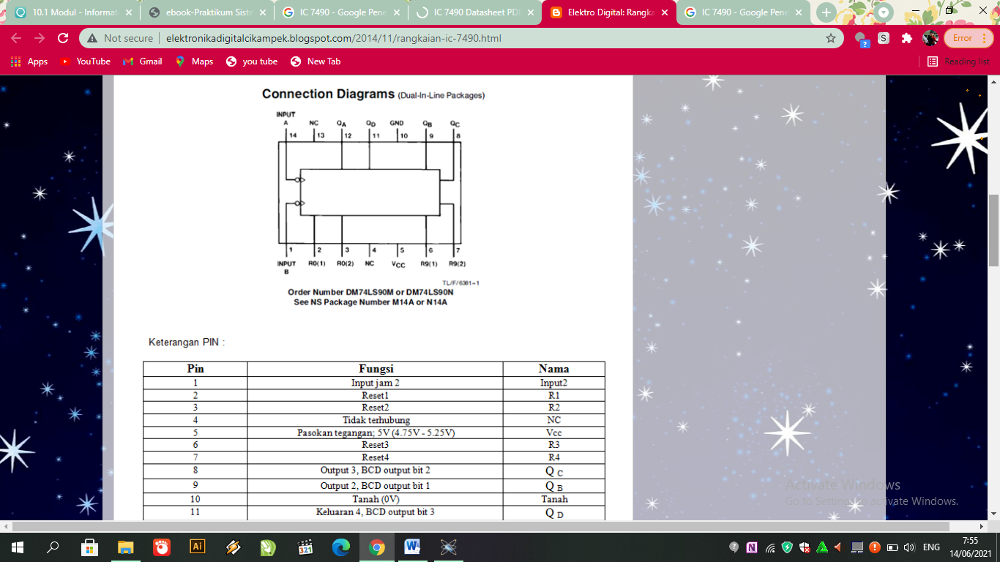 10.1 Modul - Informati
ebook-Praktikum Siste
IC 7490 - Google Pene
IC 7490 Datasheet PDF
Elektro Digital: Rangka
IC 7490 - Google Pene
Not secure | elektronikadigitalcikampek.blogspot.com/2014/11/rangkaian-ic-7490.html
Error
Apps YouTube Gmail Maps you tube New Tab Reading list
Connection Diagrams (Dual-In-Line Packages)
INPUT
A NC QA QD GND QB QC
14 13 12 11 10 9 8
1 2 3 4 5 6 7
INPUT R0(1) R0(2) NC VCC R9(1) R9(2)
B
TL/F/6381–1
Order Number DM74LS90M or DM74LS90N
See NS Package Number M14A or N14A
Keterangan PIN :
Pin Fungsi Nama
1 Input jam 2 Input2
2 Reset1 R1
3 Reset2 R2
4 Tidak terhubung NC
5 Pasokan tegangan; 5V (4.75V - 5.25V) Vcc
6 Reset3 R3
7 Reset4 R4
8 Output 3, BCD output bit 2 Q C
9 Output 2, BCD output bit 1 Q B
10 Tanah (0V) Tanah
11 Keluaran 4, BCD output bit 3 Q D
Activate Windows
Go to Settings to activate Windows.
ENG
7:55
14/06/2021